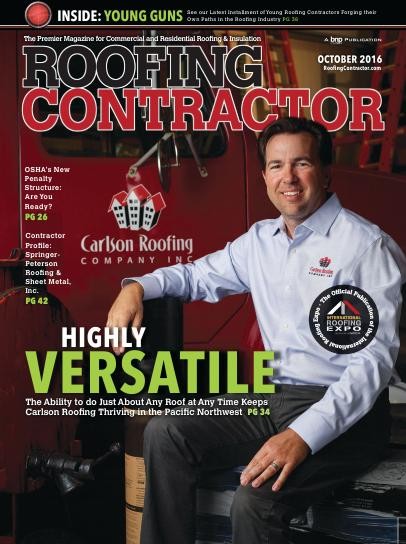 INSIDE: YOUNG GUNS
See our Latest Installment of Young Roofing Contractors Forging their
Own Paths in the Roofing Industry PG 36
The Premier Magazine for Commercial and Residential Roofing & Insulation
A bnp PUBLICATION
ROOFING
CONTRACTOR
OCTOBER 2016
RoofingContractor.com
OSHA's New
Penalty
Structure:
Are You
Ready?
PG 26
Contractor
Profile:
Springer-
Peterson
Roofing &
Sheet Metal,
Inc.
PG 42
Carlson Roofing
COMPANY INC
Carlson Roofing
COMPANY INC
The Official Publication of the International Roofing Expo
INTERNATIONAL
ROOFING
EXPO
HIGHLY
VERSATILE
The Ability to do Just About Any Roof at Any Time Keeps
Carlson Roofing Thriving in the Pacific Northwest PG 34